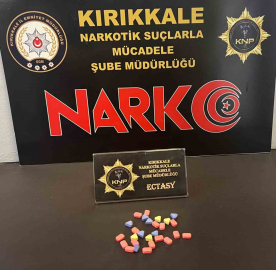 KIRIKKALE
NARKOTİK SUÇLARLA
MÜCADELE
ŞUBE MÜDÜRLÜĞÜ
KNP
NARKO
KIRIKKALE
NARKOTİK SUÇLARLA
MÜCADELE
ŞUBE MÜDÜRLÜĞÜ
KNP
ECTASY